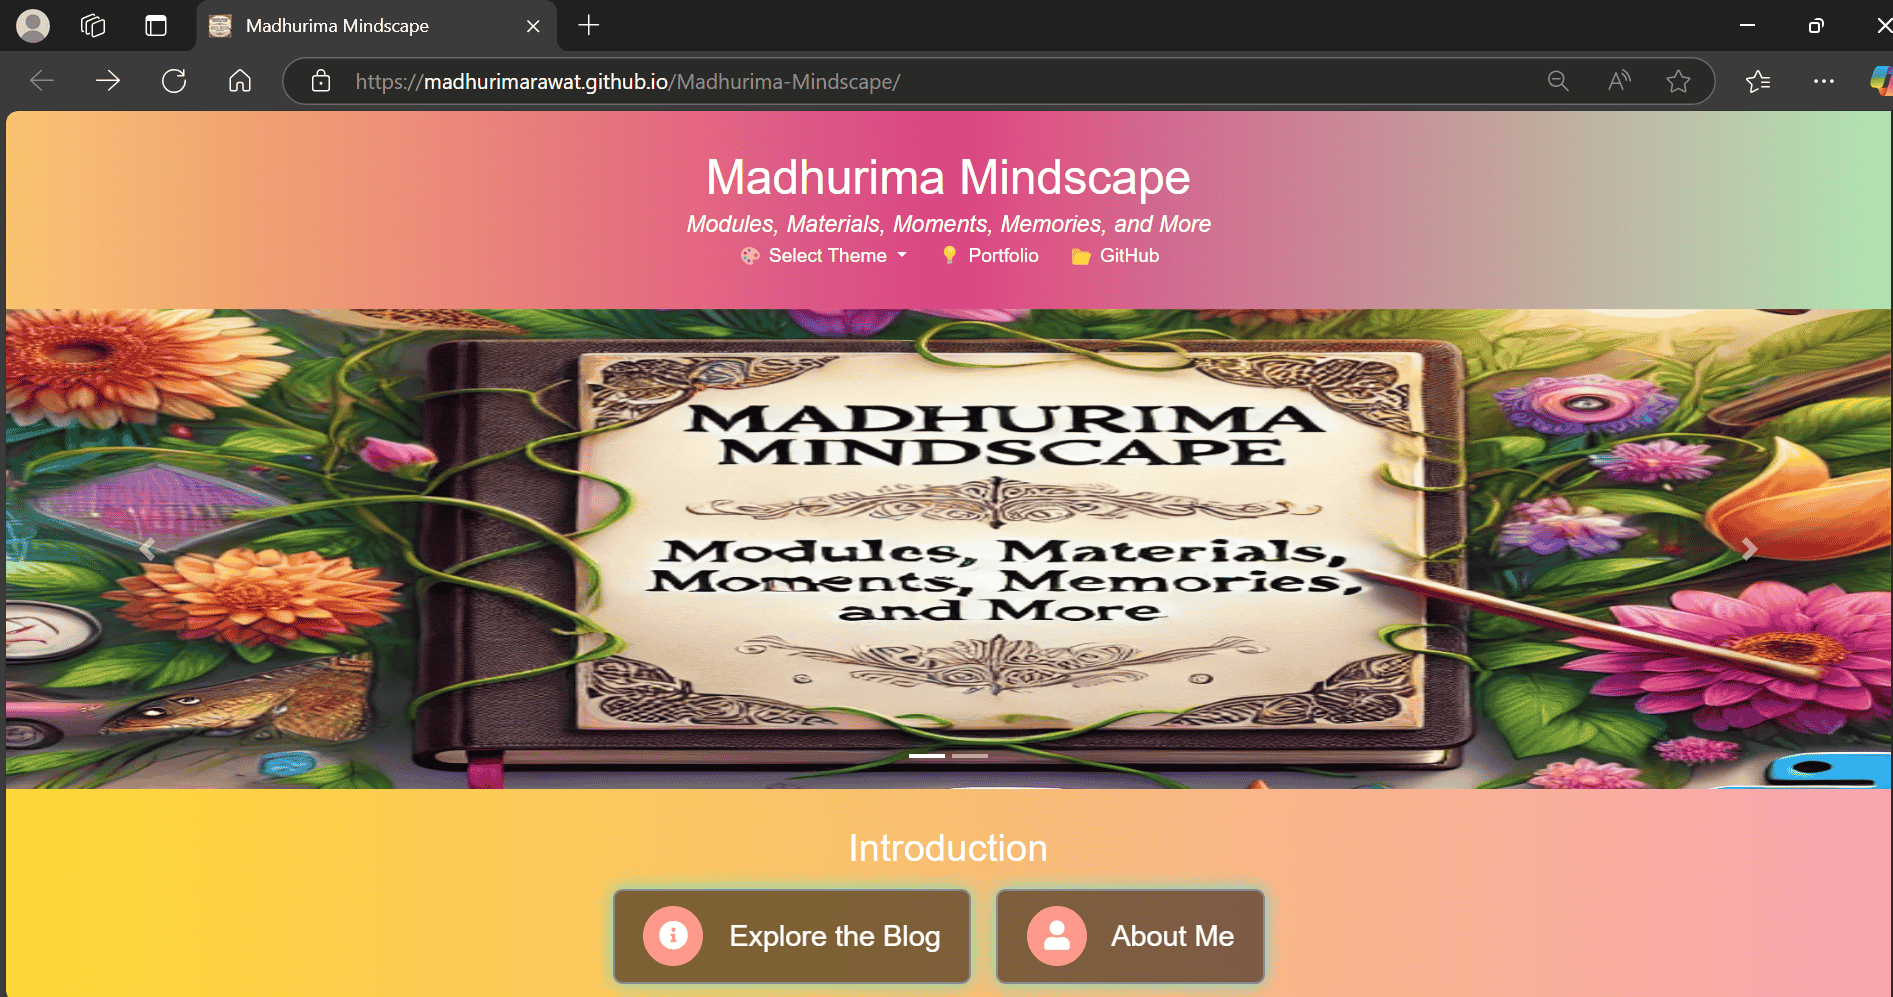 Madhurima Mindscape
https://madhurimarawat.github.io/Madhurima-Mindscape/
Madhurima Mindscape
Modules, Materials, Moments, Memories, and More
Select Theme Portfolio GitHub
MADHURIMA
MINDSCAPE
Modules, Materials,
Moments, Memories,
and More
Introduction
Explore the Blog About Me